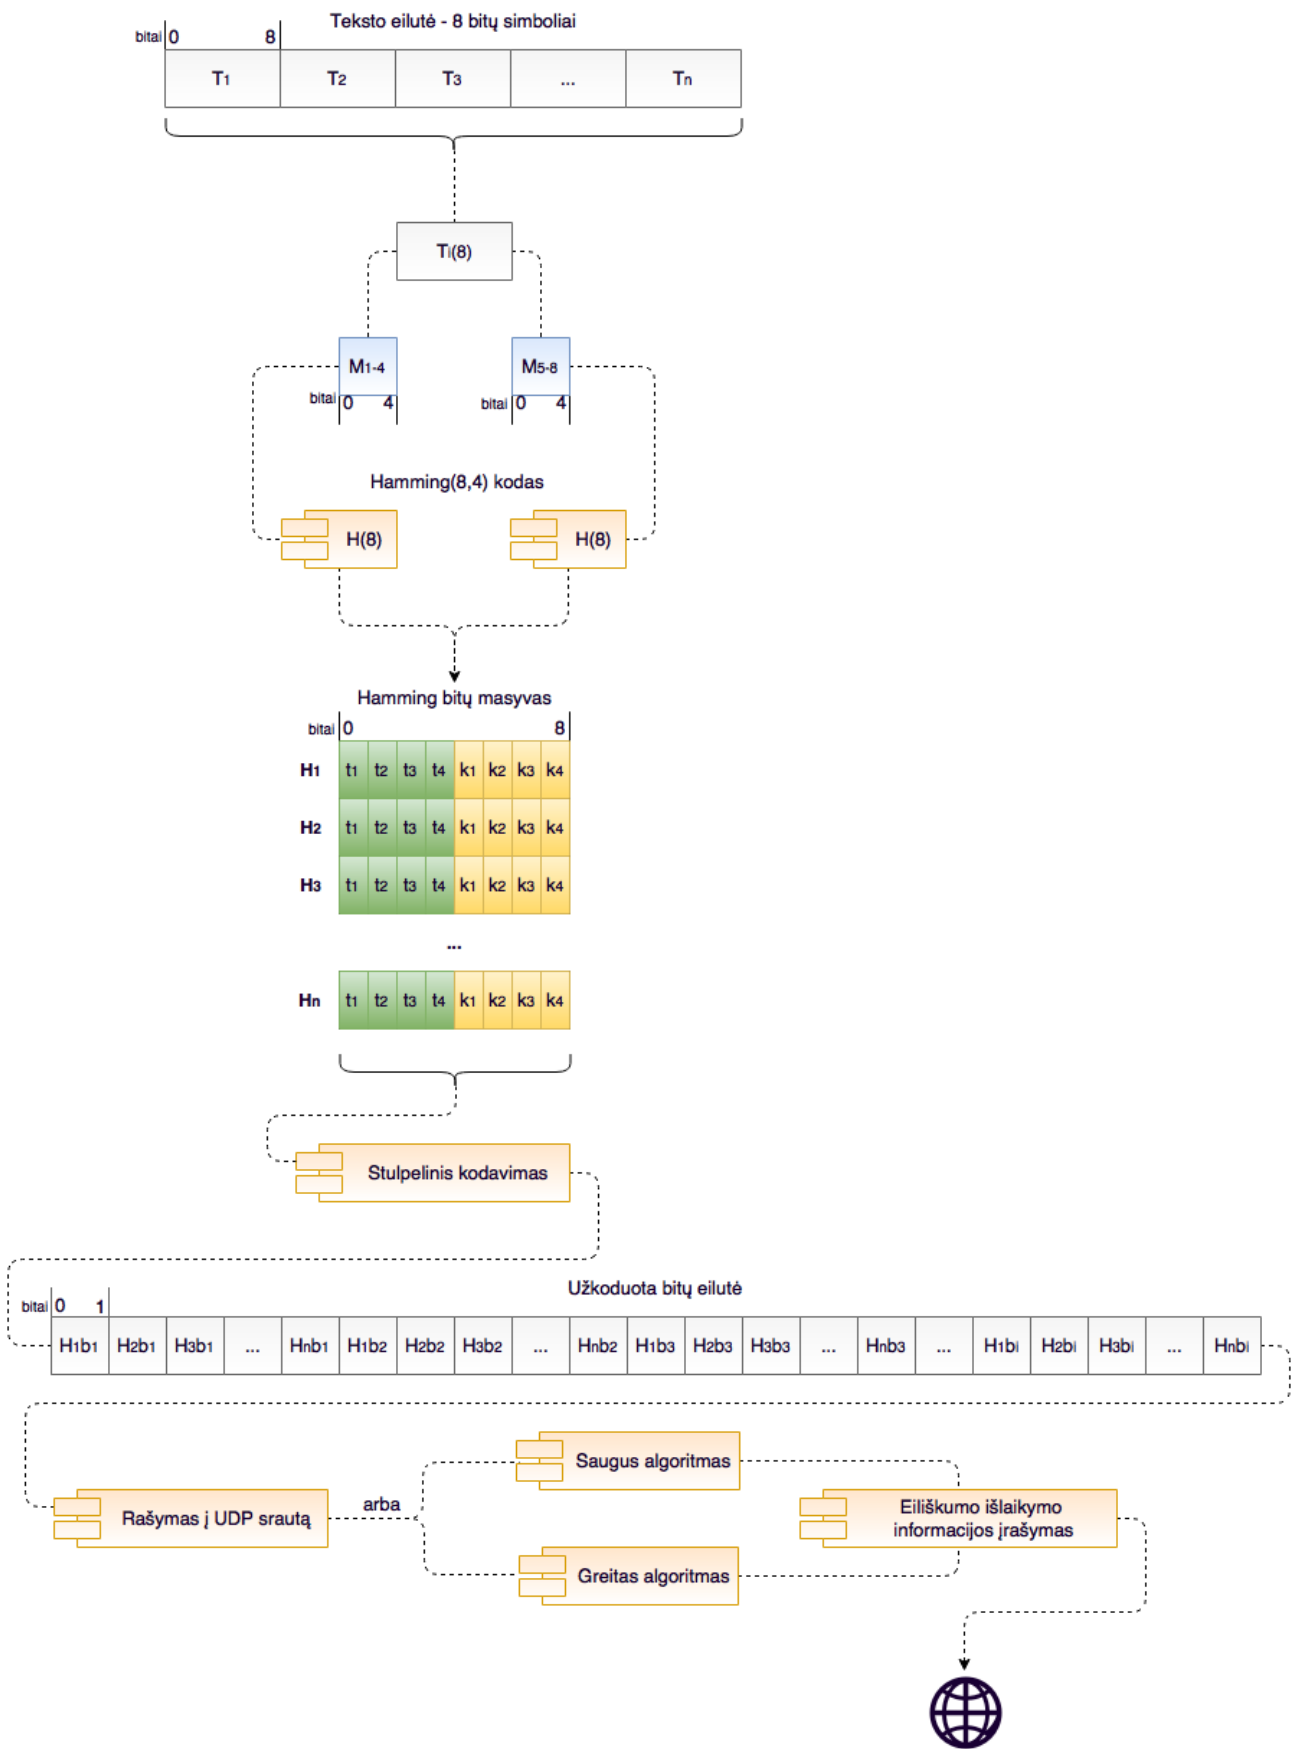 Teksto eilutė - 8 bitų simboliai
bitai 0 8
T1 T2 T3 ... Tn
Ti(8)
M1-4 M5-8
bitai 0 4 bitai 0 4
Hamming(8,4) kodas
H(8) H(8)
Hamming bitų masyvas
bitai 0 8
H1 t1 t2 t3 t4 k1 k2 k3 k4
H2 t1 t2 t3 t4 k1 k2 k3 k4
H3 t1 t2 t3 t4 k1 k2 k3 k4
...
Hn t1 t2 t3 t4 k1 k2 k3 k4
Stulpelinis kodavimas
Užkoduota bitų eilutė
bitai 0 1
H1b1 H2b1 H3b1 ... Hnb1 H1b2 H2b2 H3b2 ... Hnb2 H1b3 H2b3 H3b3 ... Hnb3 ... H1bi H2bi H3bi ... Hnbi
Saugus algoritmas
arba
Rašymas į UDP srautą
Eiliškumo išlaikymo
informacijos įrašymas
Greitas algoritmas